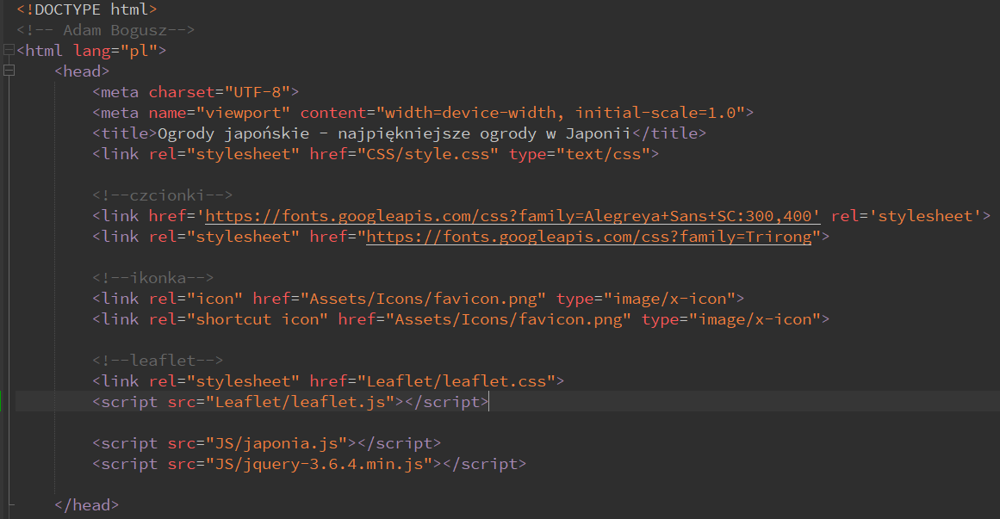 <!DOCTYPE html>
<!-- Adam Bogusz-->
<html lang="pl">
<head>
<meta charset="UTF-8">
<meta name="viewport" content="width=device-width, initial-scale=1.0">
<title>Ogrody japońskie - najpiękniejsze ogrody w Japonii</title>
<link rel="stylesheet" href="CSS/style.css" type="text/css">
<!--czcionki-->
<link href='https://fonts.googleapis.com/css?family=Alegreya+Sans+SC:300,400' rel='stylesheet'>
<link rel="stylesheet" href="https://fonts.googleapis.com/css?family=Trirong">
<!--ikonka-->
<link rel="icon" href="Assets/Icons/favicon.png" type="image/x-icon">
<link rel="shortcut icon" href="Assets/Icons/favicon.png" type="image/x-icon">
<!--leaflet-->
<link rel="stylesheet" href="Leaflet/leaflet.css">
<script src="Leaflet/leaflet.js"></script>
<script src="JS/japonia.js"></script>
<script src="JS/jquery-3.6.4.min.js"></script>
</head>